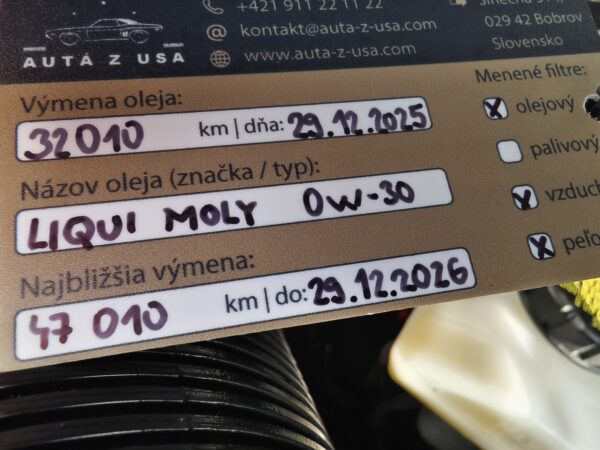 +421 911 22 11 22
kontakt@auta-z-usa.com
www.auta-z-usa.com
029 42 Bobrov
Slovensko
AUTÁ Z USA
Výmena oleja:
32010 km | dňa: 29.12.2025
Názov oleja (značka / typ):
LIQUI MOLY 0W-30
Najbližšia výmena:
47 010 km | do: 29.12.2026
Menené filtre:
olejový
palivový
vzduch
peľo